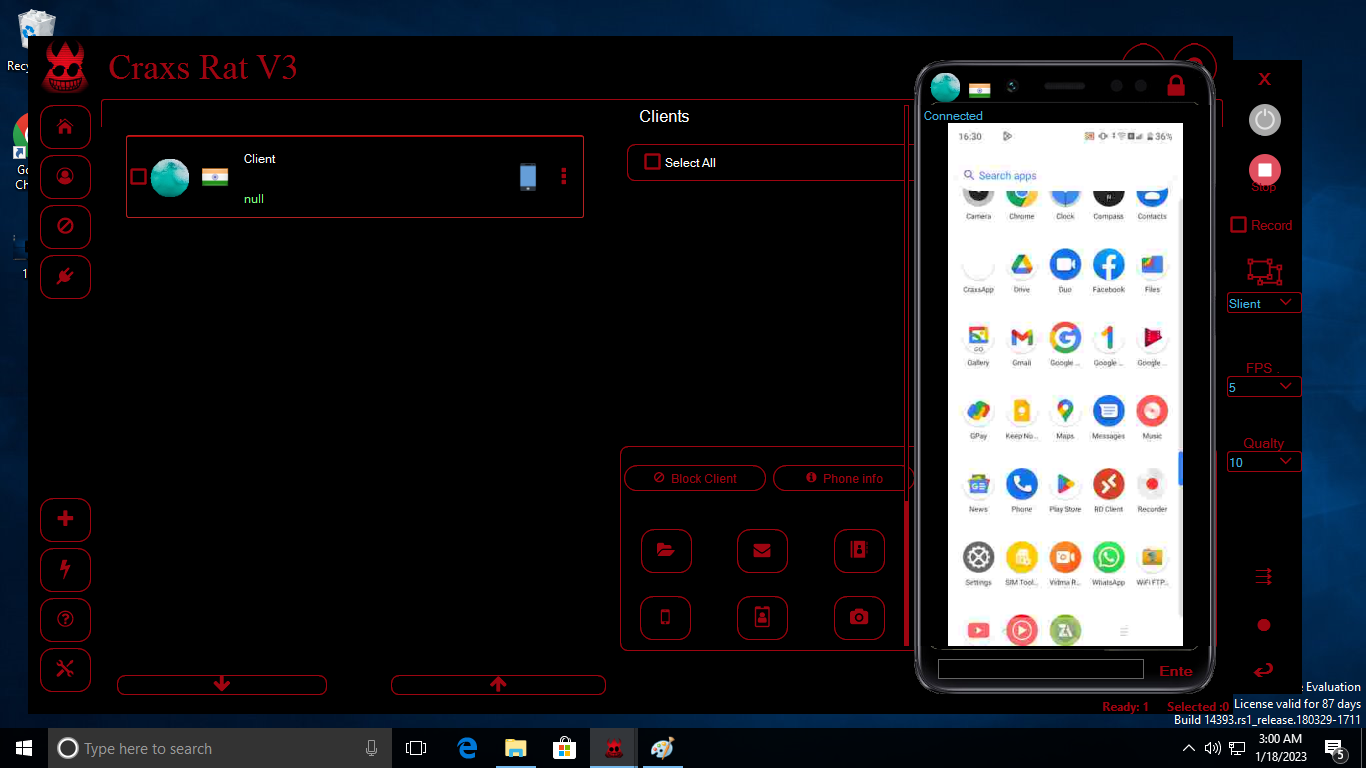 Recy
Craxs Rat V3
X
Go
Ch
1
Client
null
Clients
Select All
Block Client
Phone info
Connected
16:30
36%
Search apps
Camera
Chrome
Clock
Compass
Contacts
CraxsApp
Drive
Duo
Facebook
Files
Gallery
Gmail
Google ...
Google ...
Google ...
GPay
Keep No...
Maps
Messages
Music
News
Phone
Play Store
RD Client
Recorder
Settings
SIM Tool...
Vidma R...
WhatsApp
WiFi FTP...
Ente
Stop
Record
Slient
FPS .
5
Qualty
10
Ready: 1
Selected :0
e Evaluation
License valid for 87 days
Build 14393.rs1_release.180329-1711
Type here to search
3:00 AM
1/18/2023
5